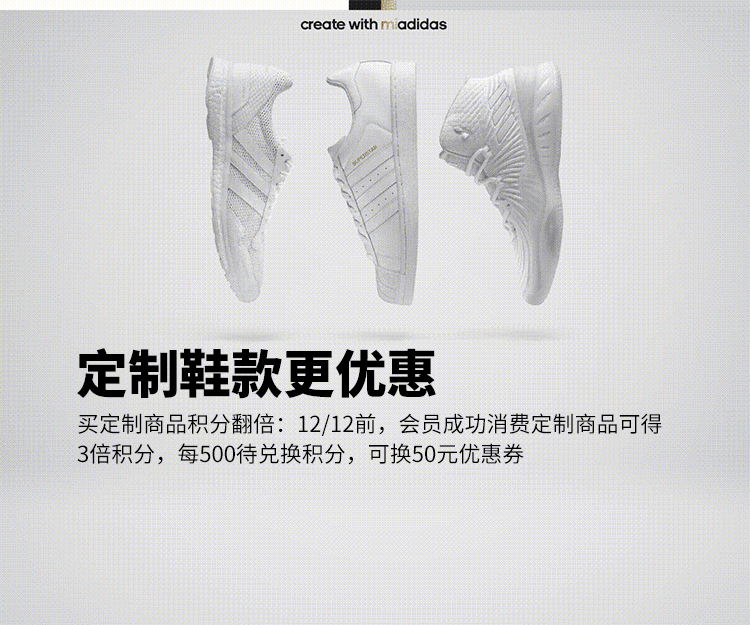 create with miadidas
SUPERSTAR
定制鞋款更优惠
买定制商品积分翻倍：12/12前，会员成功消费定制商品可得
3倍积分，每500待兑换积分，可换50元优惠券